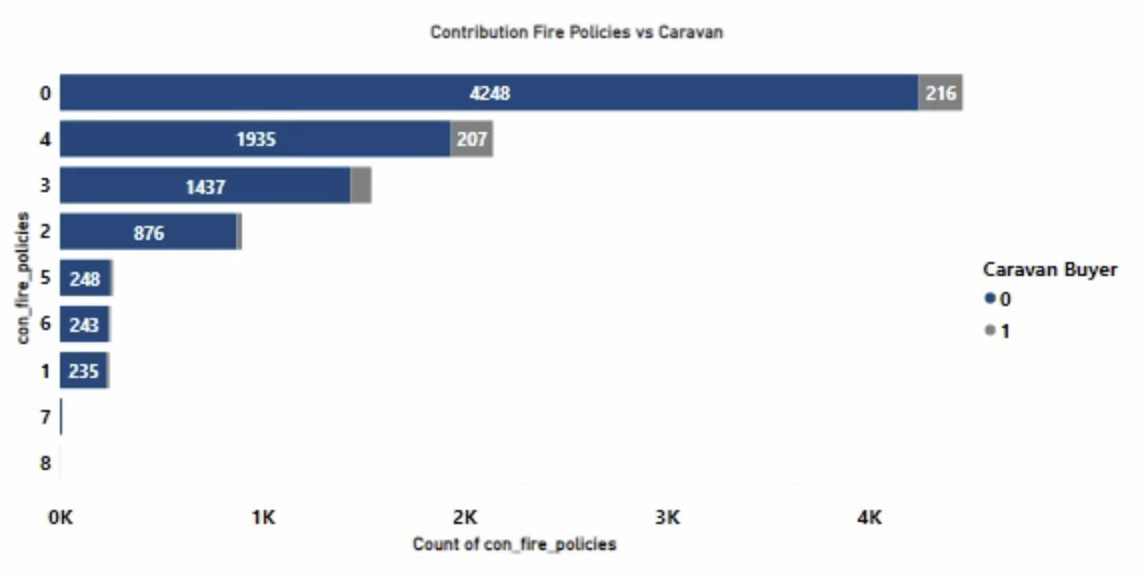 Contribution Fire Policies vs Caravan
0 4248 216
4 1935 207
3 1437
2 876
5 248
6 243
1 235
7
8
con_fire_policies
0K 1K 2K 3K 4K
Count of con_fire_policies
Caravan Buyer
0
1